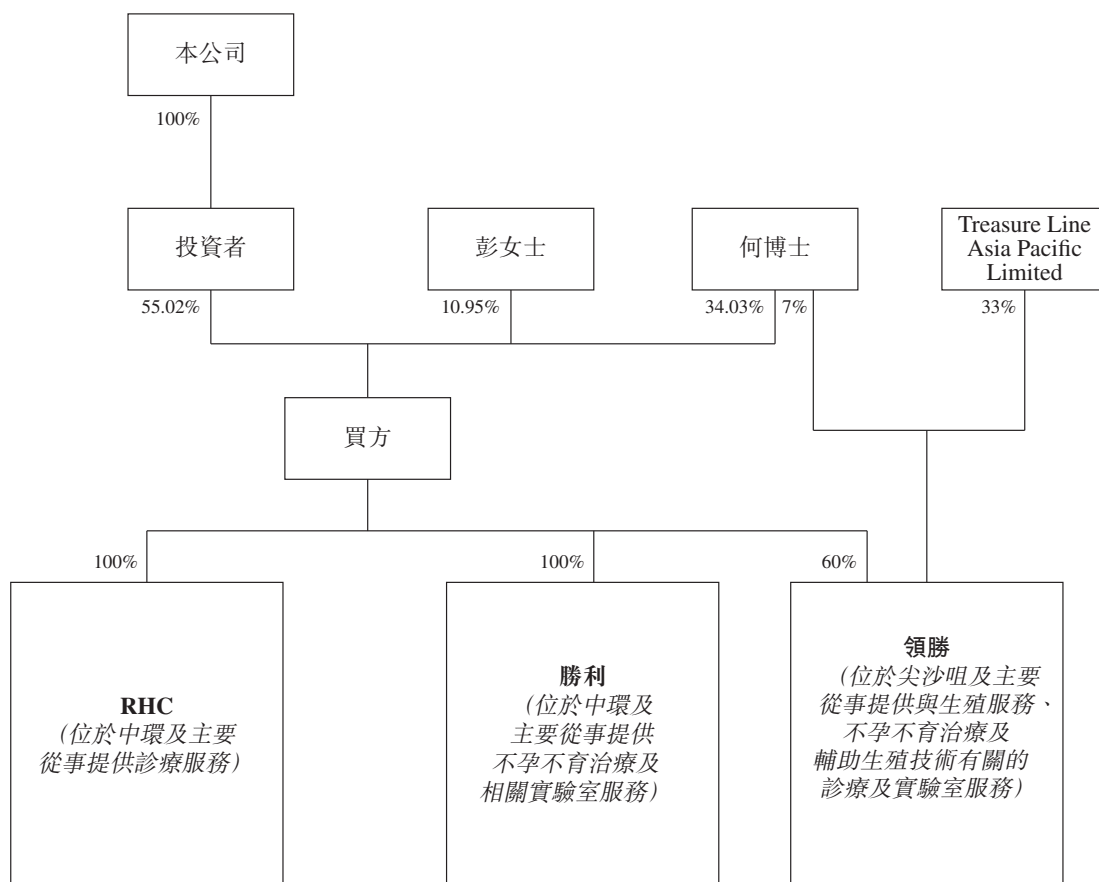 本公司
100%
投資者
彭女士
何博士
Treasure Line
Asia Pacific
Limited
55.02%
10.95%
34.03%
7%
33%
買方
100%
100%
60%
RHC
（位於中環及主要
從事提供診療服務）
勝利
（位於中環及
主要從事提供
不孕不育治療及
相關實驗室服務）
領勝
（位於尖沙咀及主要
從事提供與生殖服務、
不孕不育治療及
輔助生殖技術有關的
診療及實驗室服務）